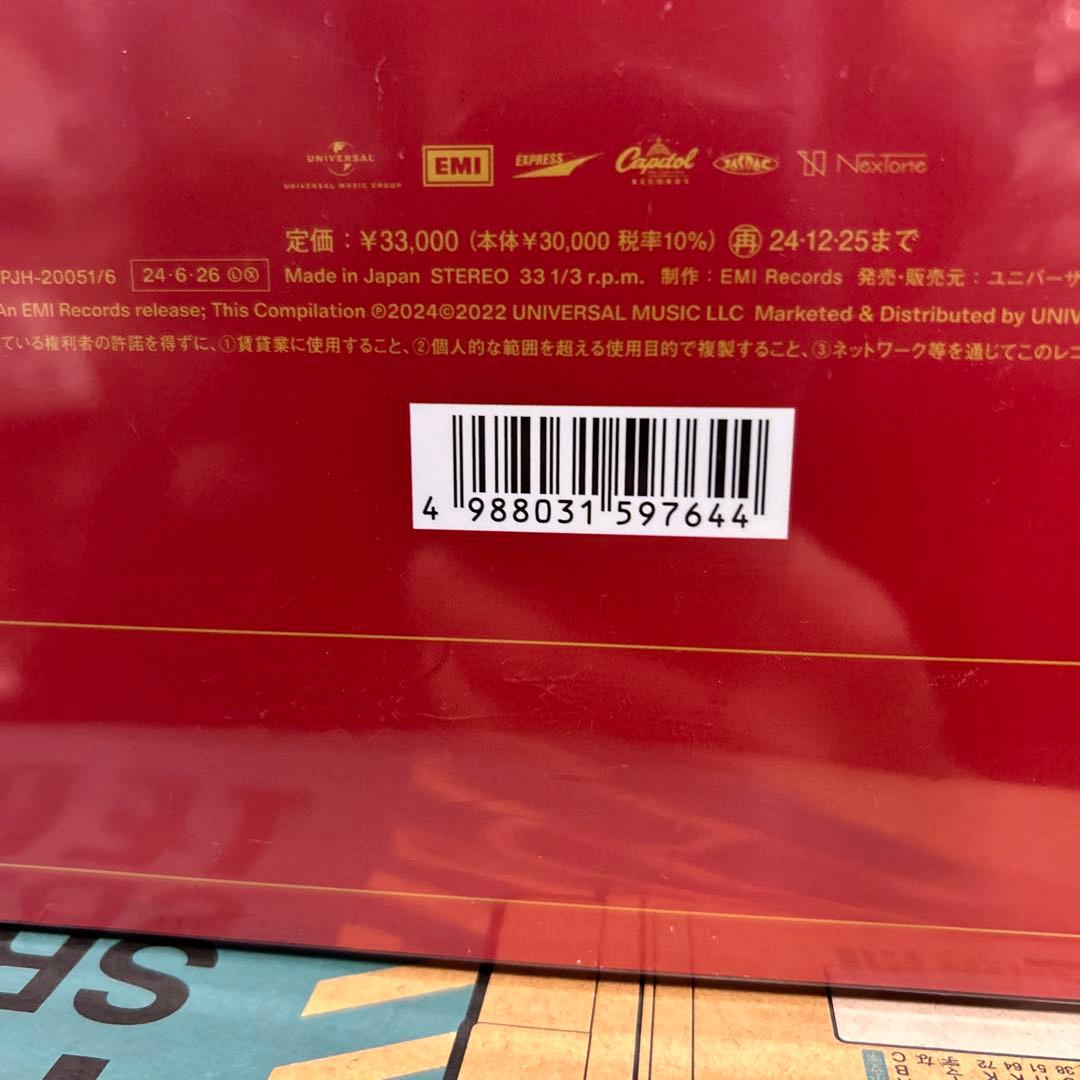 UNIVERSAL
UNIVERSAL MUSIC GROUP
EMI
EXPRESS
Capitol
RECORDS
JASRAC
NexTone
定価：￥33,000（本体￥30,000 税率10%）再 24・12・25まで
PJH-20051/6 24・6・26 Ⓛ Ⓧ Made in Japan STEREO 33 1/3 r.p.m. 制作：EMI Records 発売・販売元：ユニバーサ
An EMI Records release; This Compilation ℗2024©2022 UNIVERSAL MUSIC LLC Marketed & Distributed by UNIV
ている権利者の許諾を得ずに、①賃貸業に使用すること、②個人的な範囲を超える使用目的で複製すること、③ネットワーク等を通じてこのレコ
4 988031 597644